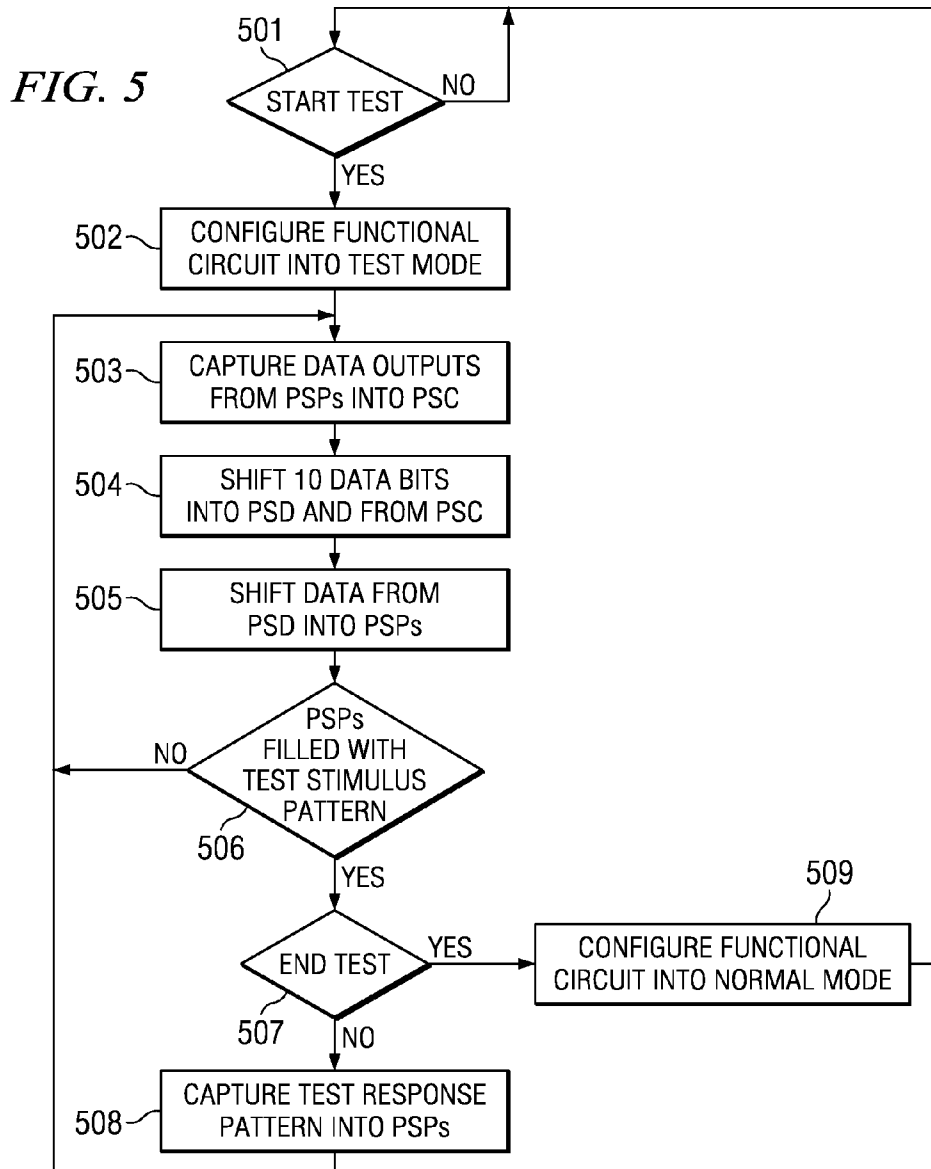 FIG. 5
501
START TEST
NO
YES
502
CONFIGURE FUNCTIONAL
CIRCUIT INTO TEST MODE
503
CAPTURE DATA OUTPUTS
FROM PSPs INTO PSC
504
SHIFT 10 DATA BITS
INTO PSD AND FROM PSC
505
SHIFT DATA FROM
PSD INTO PSPs
PSPs
FILLED WITH
TEST STIMULUS
PATTERN
NO
506
YES
END TEST
507
YES
509
CONFIGURE FUNCTIONAL
CIRCUIT INTO NORMAL MODE
NO
508
CAPTURE TEST RESPONSE
PATTERN INTO PSPs